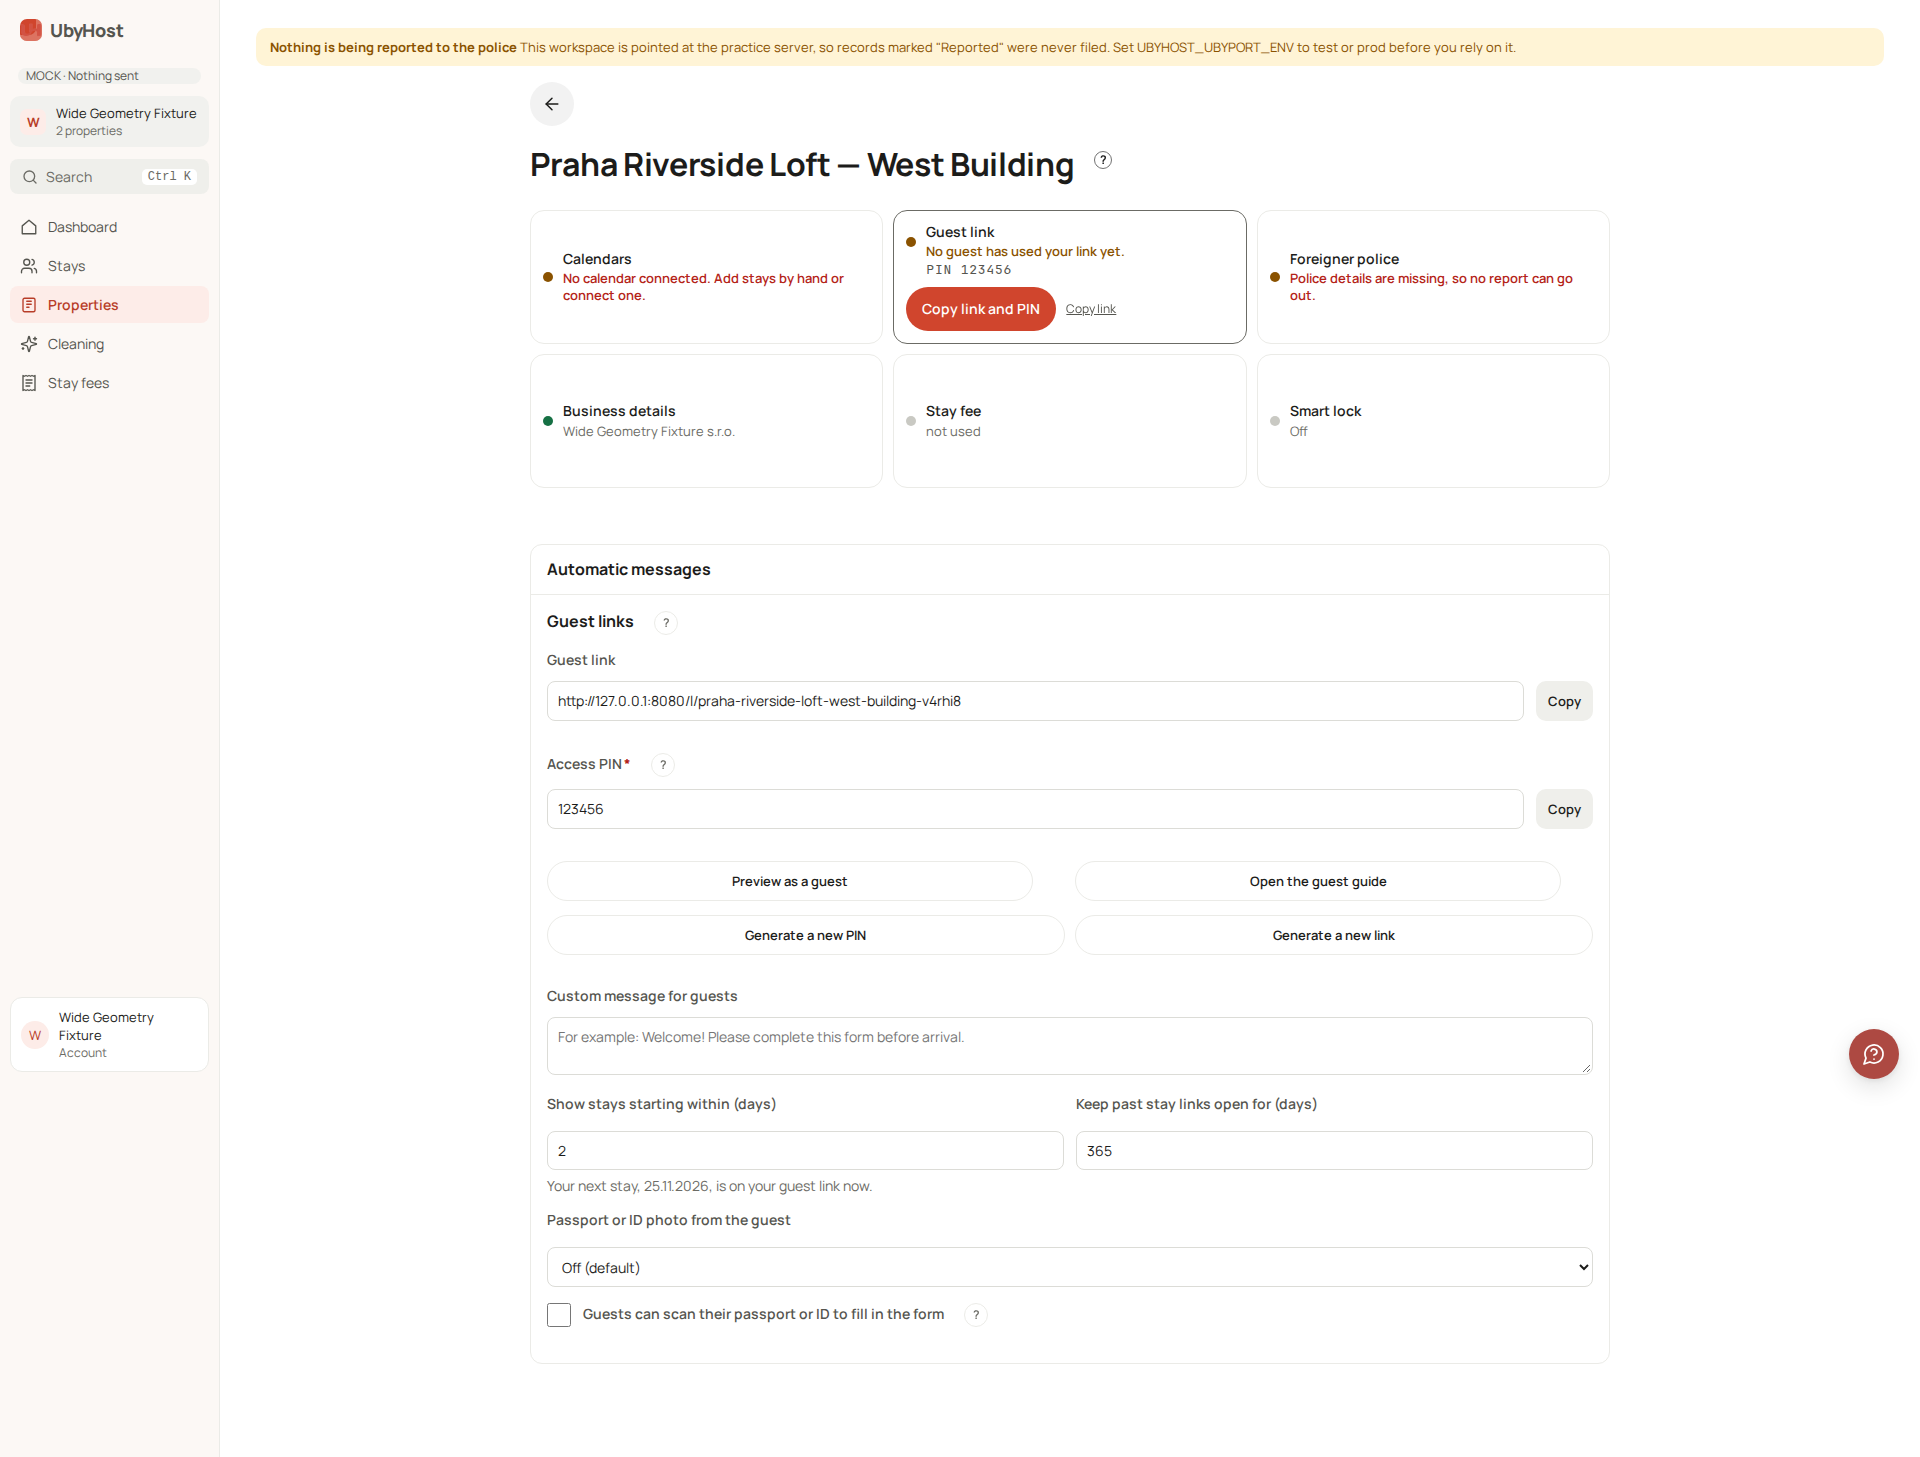 UbyHost
MOCK · Nothing sent
W
Wide Geometry Fixture
2 properties
Search
Ctrl K
Dashboard
Stays
Properties
Cleaning
Stay fees
W
Wide Geometry
Fixture
Account
Nothing is being reported to the police This workspace is pointed at the practice server, so records marked "Reported" were never filed. Set UBYHOST_UBYPORT_ENV to test or prod before you rely on it.
Praha Riverside Loft — West Building
?
Calendars
No calendar connected. Add stays by hand or
connect one.
Guest link
No guest has used your link yet.
PIN 123456
Copy link and PIN
Copy link
Foreigner police
Police details are missing, so no report can go
out.
Business details
Wide Geometry Fixture s.r.o.
Stay fee
not used
Smart lock
Off
Automatic messages
Guest links
?
Guest link
http://127.0.0.1:8080/l/praha-riverside-loft-west-building-v4rhi8
Copy
Access PIN*
?
123456
Copy
Preview as a guest
Open the guest guide
Generate a new PIN
Generate a new link
Custom message for guests
For example: Welcome! Please complete this form before arrival.
Show stays starting within (days)
Keep past stay links open for (days)
2
365
Your next stay, 25.11.2026, is on your guest link now.
Passport or ID photo from the guest
Off (default)
Guests can scan their passport or ID to fill in the form
?